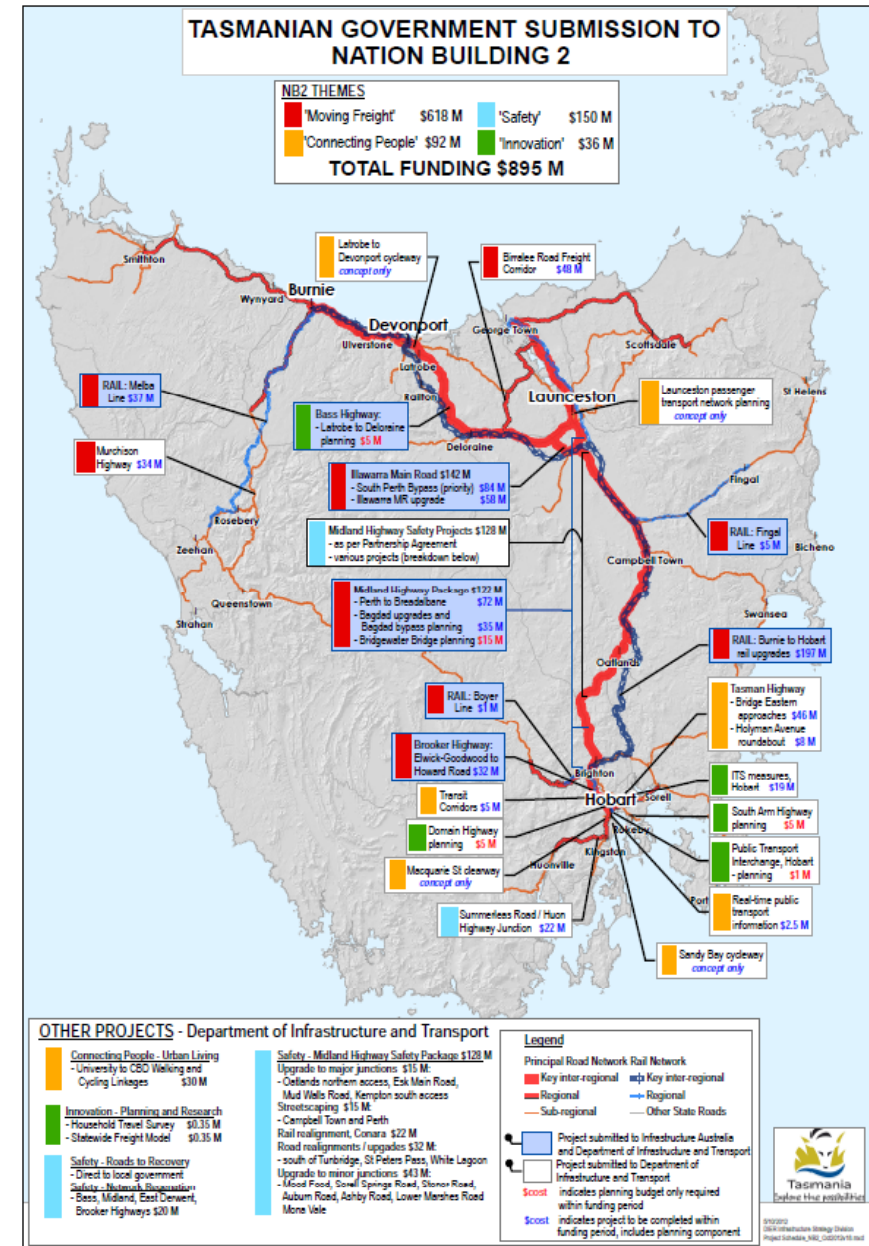 TASMANIAN GOVERNMENT SUBMISSION TO
NATION BUILDING 2
NB2 THEMES
'Moving Freight' $618 M
'Safety' $150 M
'Connecting People' $92 M
'Innovation' $36 M
TOTAL FUNDING $895 M
Smithton
Wynyard
Burnie
Ulverstone
Devonport
Latrobe
Railton
Deloraine
George Town
Scottsdale
Launceston
St Helens
Fingal
Bicheno
Campbell Town
Swansea
Oatlands
Rosebery
Zeehan
Queenstown
Strahan
Brighton
Hobart
Sorell
Rokeby
Kingston
Huonville
Port
Latrobe to
Devonport cycleway
concept only
Birralee Road Freight
Corridor $48 M
RAIL: Melba
Line $37 M
Murchison
Highway $34 M
Bass Highway:
- Latrobe to Deloraine
planning $5 M
Launceston passenger
transport network planning
concept only
Illawarra Main Road $142 M
- South Perth Bypass (priority) $84 M
- Illawarra MR upgrade $58 M
Midland Highway Safety Projects $128 M
- as per Partnership Agreement
- various projects (breakdown below)
RAIL: Fingal
Line $5 M
Midland Highway Package $122 M
- Perth to Breadalbane $72 M
- Bagdad upgrades and
Bagdad bypass planning $35 M
- Bridgewater Bridge planning $15 M
RAIL: Burnie to Hobart
rail upgrades $197 M
RAIL: Boyer
Line $1 M
Tasman Highway
- Bridge Eastern
approaches $46 M
- Holyman Avenue
roundabout $8 M
Brooker Highway:
Elwick-Goodwood to
Howard Road $32 M
ITS measures,
Hobart $19 M
Transit
Corridors $5 M
South Arm Highway
planning $5 M
Domain Highway
planning $5 M
Public Transport
Interchange, Hobart
- planning $1 M
Macquarie St clearway
concept only
Real-time public
transport
information $2.5 M
Summerleas Road / Huon
Highway Junction $22 M
Sandy Bay cycleway
concept only
OTHER PROJECTS - Department of Infrastructure and Transport
Connecting People - Urban Living
- University to CBD Walking and
Cycling Linkages $30 M
Innovation - Planning and Research
- Household Travel Survey $0.35 M
- Statewide Freight Model $0.35 M
Safety - Roads to Recovery
- Direct to local government
Safety - Network Regenation
- Bass, Midland, East Derwent,
Brooker Highways $20 M
Safety - Midland Highway Safety Package $128 M
Upgrade to major junctions $15 M:
- Oatlands northern access, Esk Main Road,
Mud Walls Road, Kempton south access
Streetscaping $15 M:
- Campbell Town and Perth
Rail realignment, Conara $22 M
Road realignments / upgades $32 M:
- south of Tunbridge, St Peters Pass, White Lagoon
Upgrade to minor junctions $43 M:
- Mood Food, Sorell Springs Road, Stonor Road,
Auburn Road, Ashby Road, Lower Marshes Road
Mona Vale
Legend
Principal Road Network Rail Network
Key inter-regional Key inter-regional
Regional Regional
Sub-regional Other State Roads
Project submitted to Infrastructure Australia
and Department of Infrastructure and Transport
Project submitted to Department of
Infrastructure and Transport
$cost indicates planning budget only required
within funding period
$cost indicates project to be completed within
funding period, includes planning component
Tasmania
Explore the possibilities
DIER Infrastructure Strategy Division